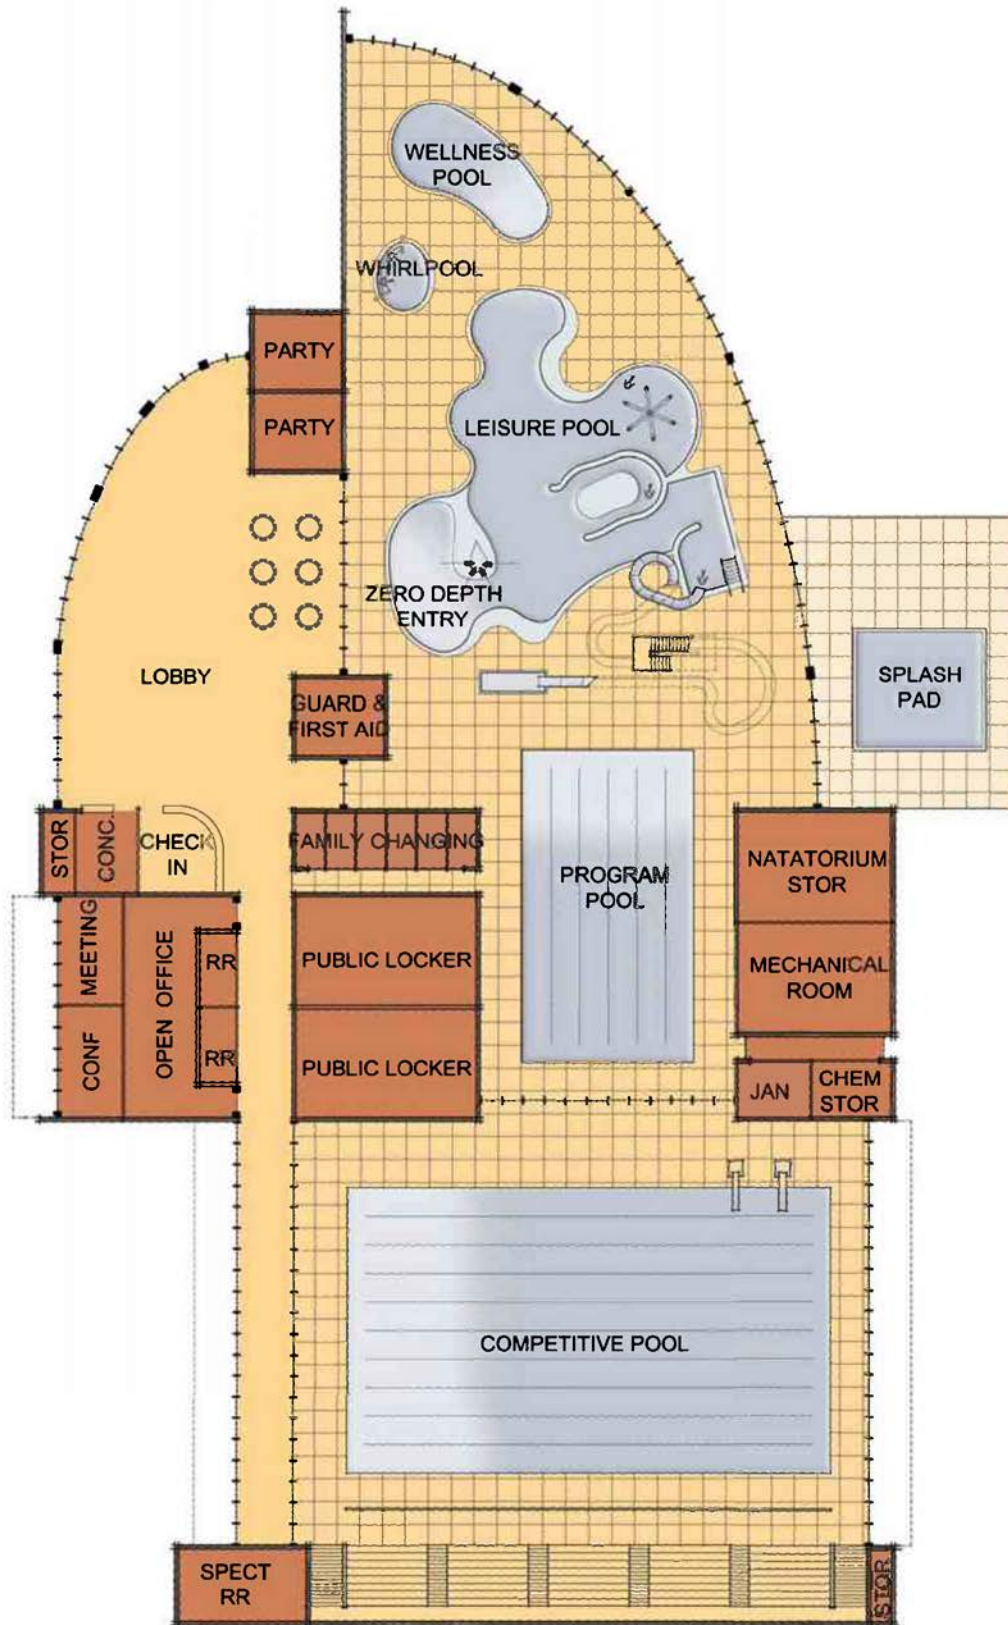 WELLNESS
POOL
WHIRLPOOL
PARTY
PARTY
LEISURE POOL
ZERO DEPTH
ENTRY
LOBBY
SPLASH
PAD
GUARD &
FIRST AID
STOR
CONC.
CHECK
IN
FAMILY CHANGING
PROGRAM
POOL
NATATORIUM
STOR
MEETING
OPEN OFFICE
RR
PUBLIC LOCKER
MECHANICAL
ROOM
CONF
RR
PUBLIC LOCKER
JAN
CHEM
STOR
COMPETITIVE POOL
SPECT
RR
STOR